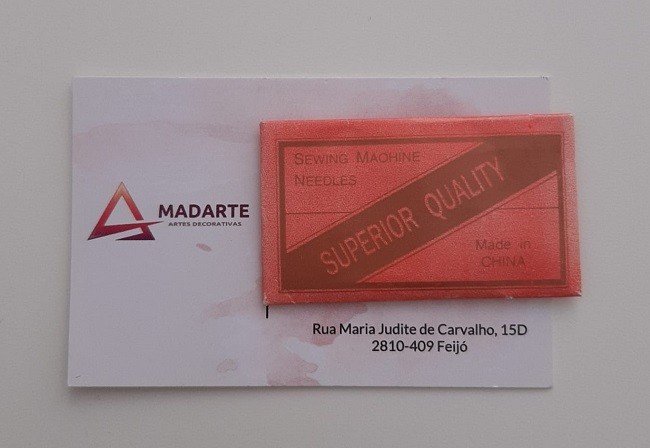 MADARTE
ARTES DECORATIVAS
SEWING MAOHINE
NEEDLES
SUPERIOR QUALITY
Made in
CHINA
Rua Maria Judite de Carvalho, 15D
2810-409 Feijó